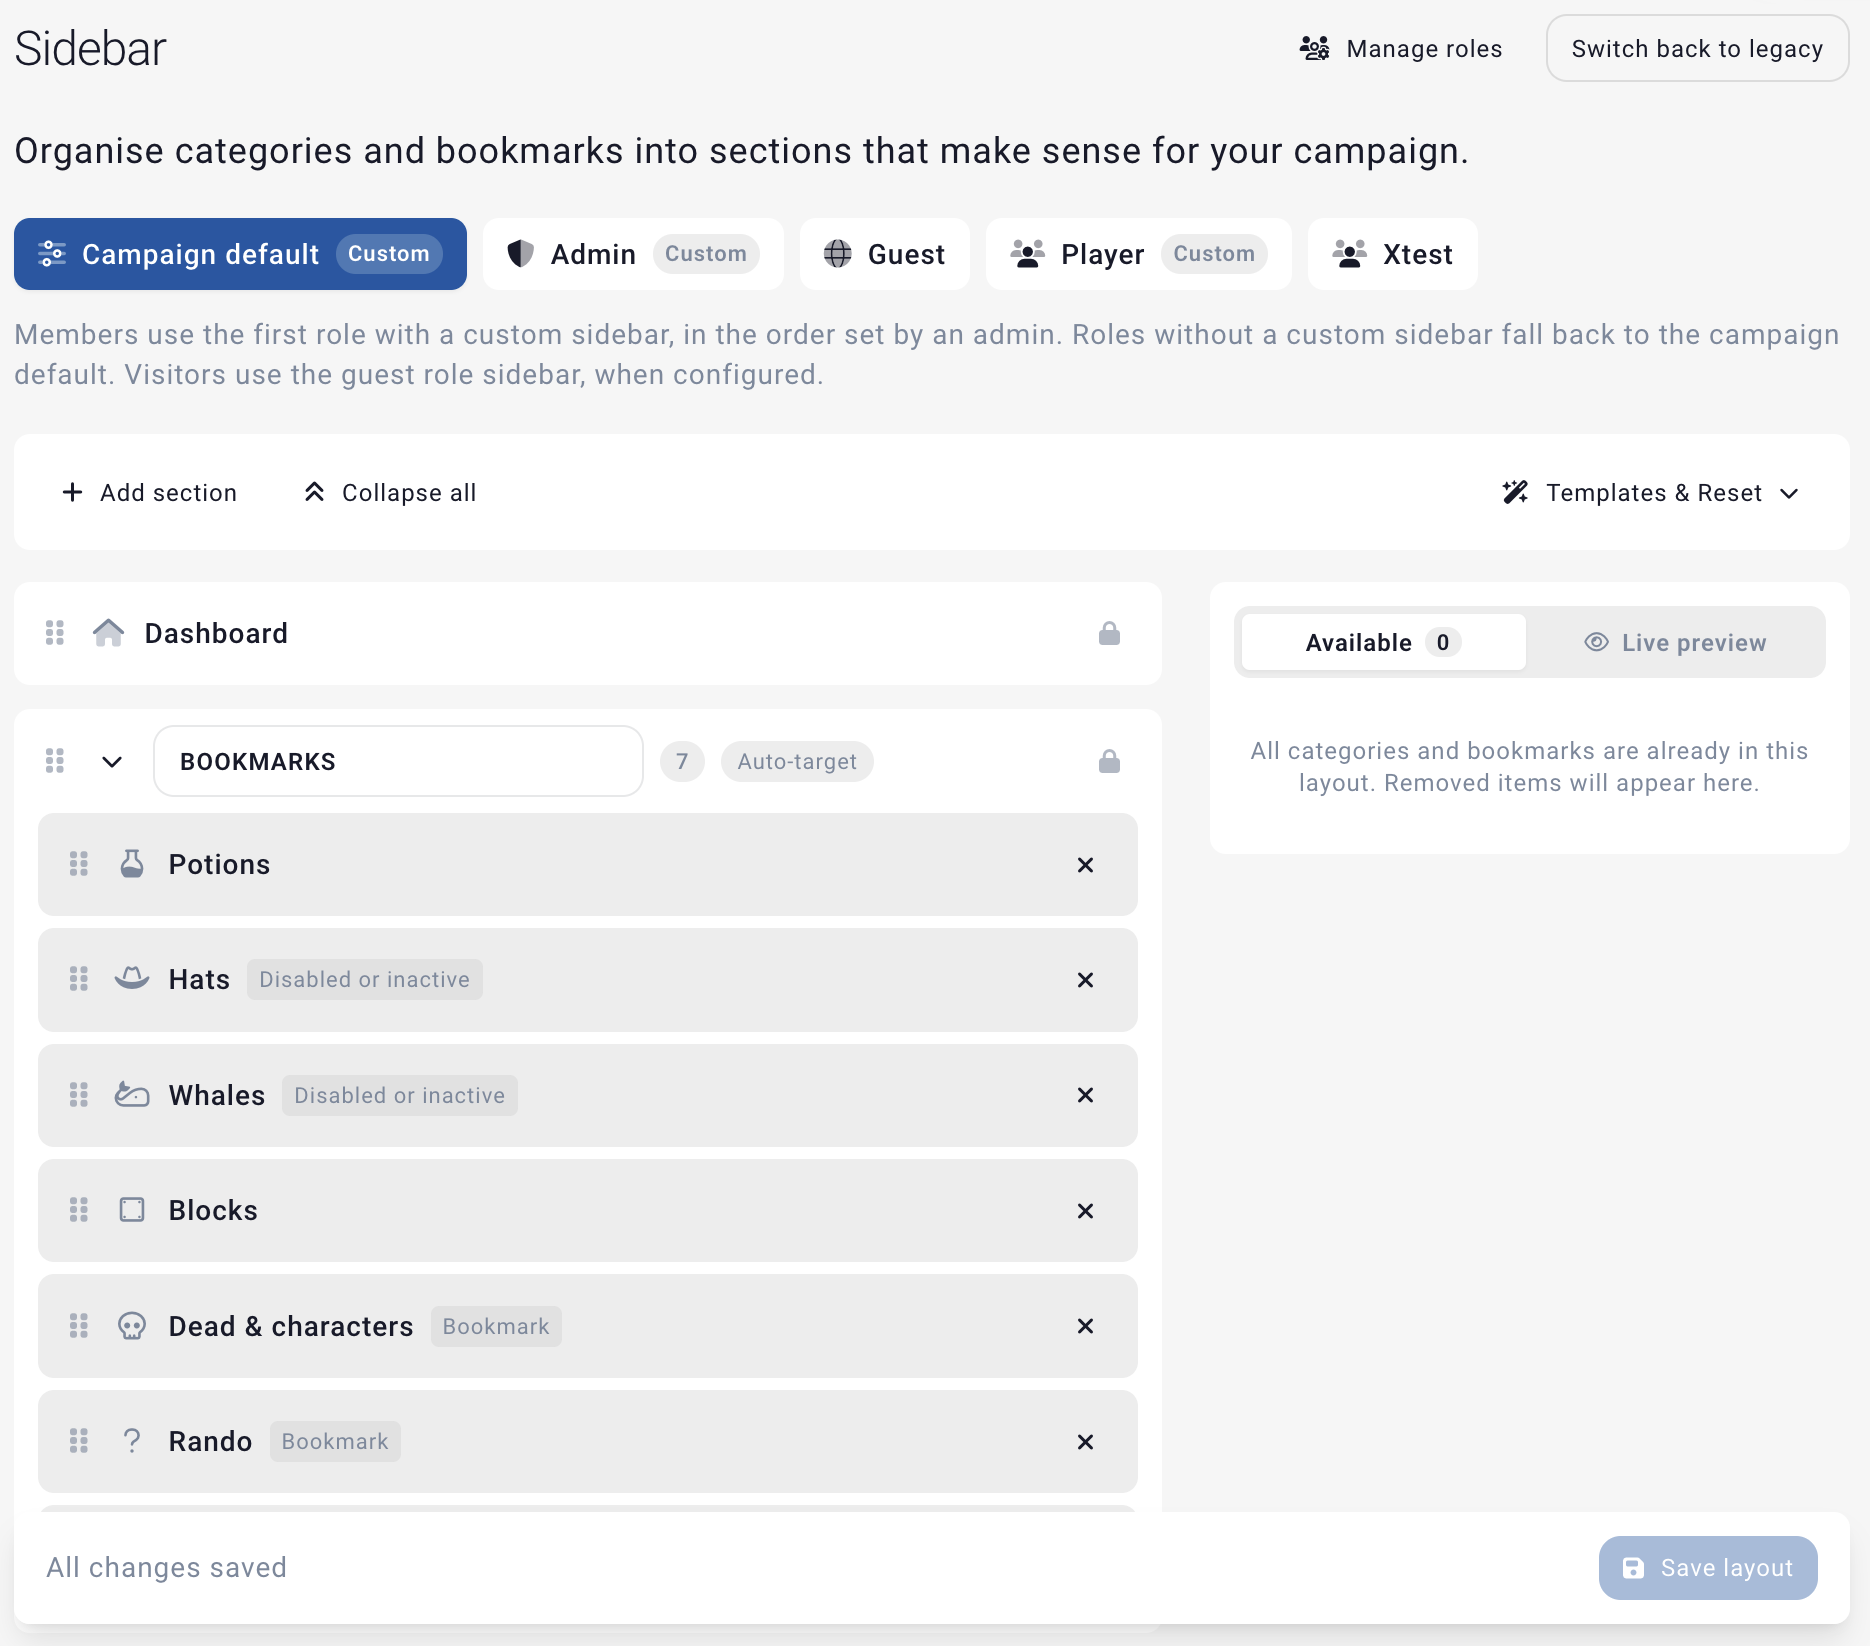 Sidebar
Manage roles
Switch back to legacy
Organise categories and bookmarks into sections that make sense for your campaign.
Campaign default Custom
Admin Custom
Guest
Player Custom
Xtest
Members use the first role with a custom sidebar, in the order set by an admin. Roles without a custom sidebar fall back to the campaign
default. Visitors use the guest role sidebar, when configured.
Add section
Collapse all
Templates & Reset
Dashboard
BOOKMARKS
7
Auto-target
Potions
Hats Disabled or inactive
Whales Disabled or inactive
Blocks
Dead & characters Bookmark
Rando Bookmark
Available 0
Live preview
All categories and bookmarks are already in this
layout. Removed items will appear here.
All changes saved
Save layout